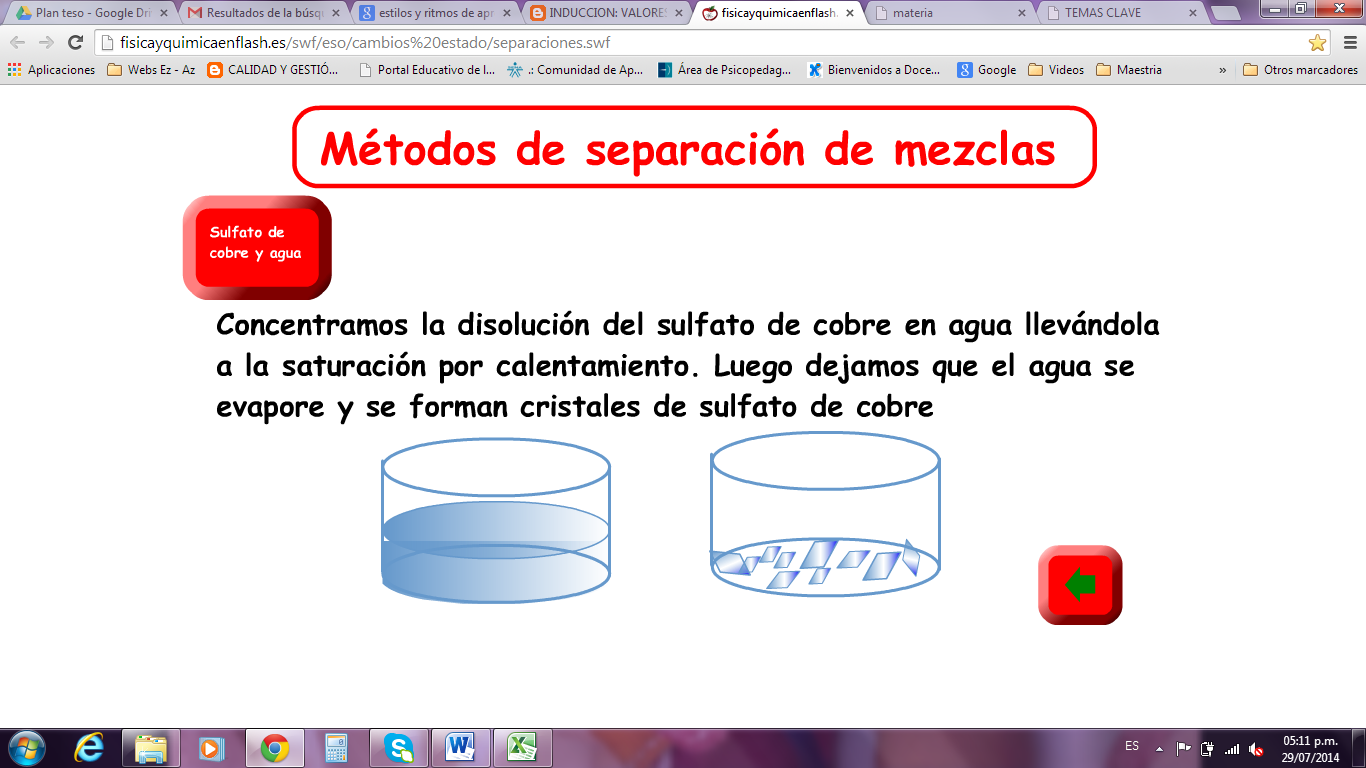 Plan teso - Google Dri
Resultados de la búsqu
estilos y ritmos de apr
INDUCCION: VALORES
fisicayquimicaenflash.
materia
TEMAS CLAVE
fisicayquimicaenflash.es/swf/eso/cambios%20estado/separaciones.swf
Aplicaciones
Webs Ez - Az
CALIDAD Y GESTIÓ...
Portal Educativo de l...
.: Comunidad de Ap...
Área de Psicopedag...
Bienvenidos a Doce...
Google
Videos
Maestria
»
Otros marcadores
Métodos de separación de mezclas
Sulfato de
cobre y agua
Concentramos la disolución del sulfato de cobre en agua llevándola
a la saturación por calentamiento. Luego dejamos que el agua se
evapore y se forman cristales de sulfato de cobre
ES
05:11 p.m.
29/07/2014